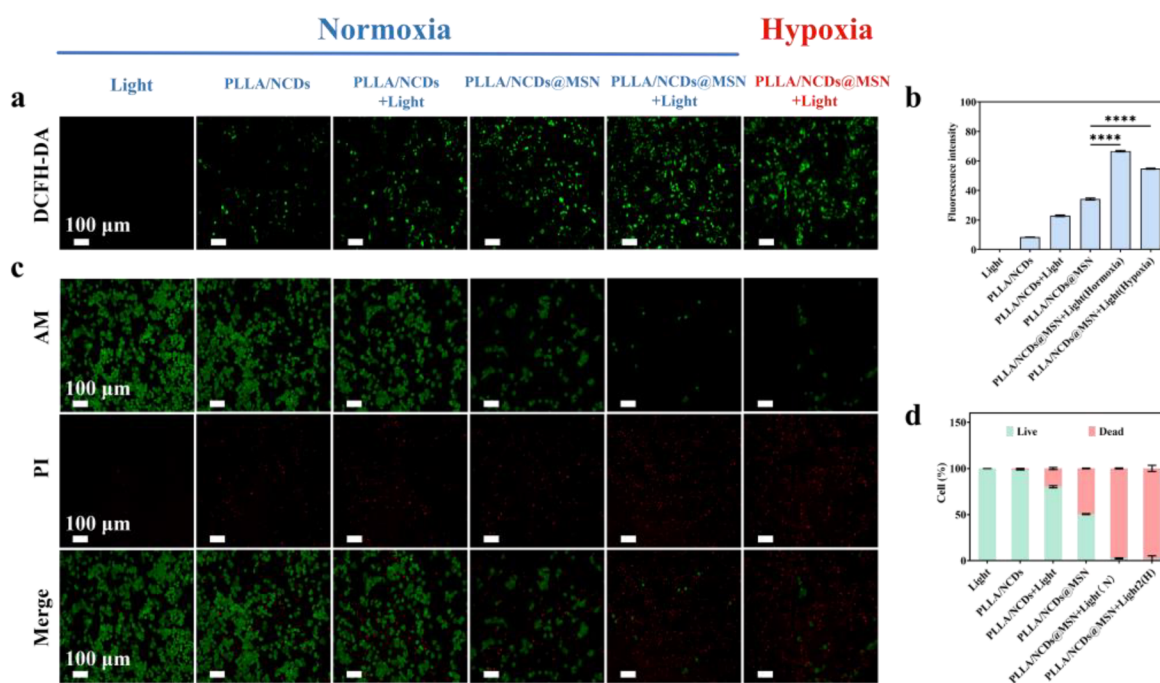 Normoxia
Hypoxia
Light
PLLA/NCDs
PLLA/NCDs
+Light
PLLA/NCDs@MSN
PLLA/NCDs@MSN
+Light
PLLA/NCDs@MSN
+Light
a
DCFH-DA
100 μm
b
Fluorescence intensity
100
80
60
40
20
0
****
****
Light
PLLA/NCDs
PLLA/NCDs+Light
PLLA/NCDs@MSN
PLLA/NCDs@MSN+Light(Hormoxia)
PLLA/NCDs@MSN+Light(Hypoxia)
c
AM
100 μm
PI
100 μm
Merge
100 μm
d
Cell (%)
150
100
50
0
Live
Dead
Light
PLLA/NCDs
PLLA/NCDs+Light
PLLA/NCDs@MSN
PLLA/NCDs@MSN+Light(N)
PLLA/NCDs@MSN+Light2(H)